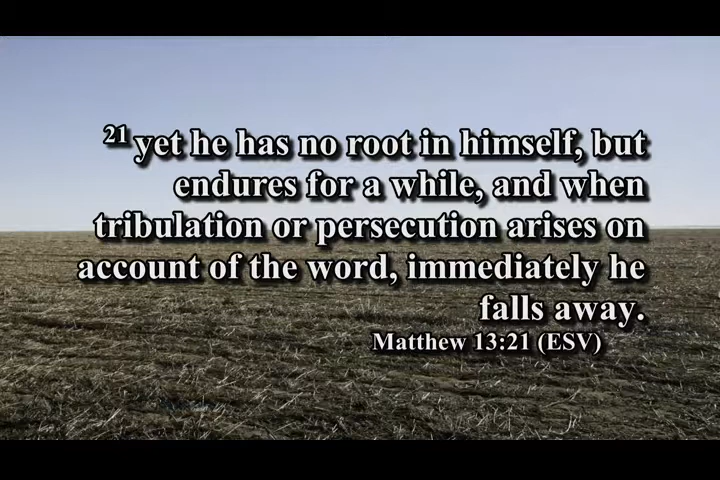 21 yet he has no root in himself, but
endures for a while, and when
tribulation or persecution arises on
account of the word, immediately he
falls away.
Matthew 13:21 (ESV)